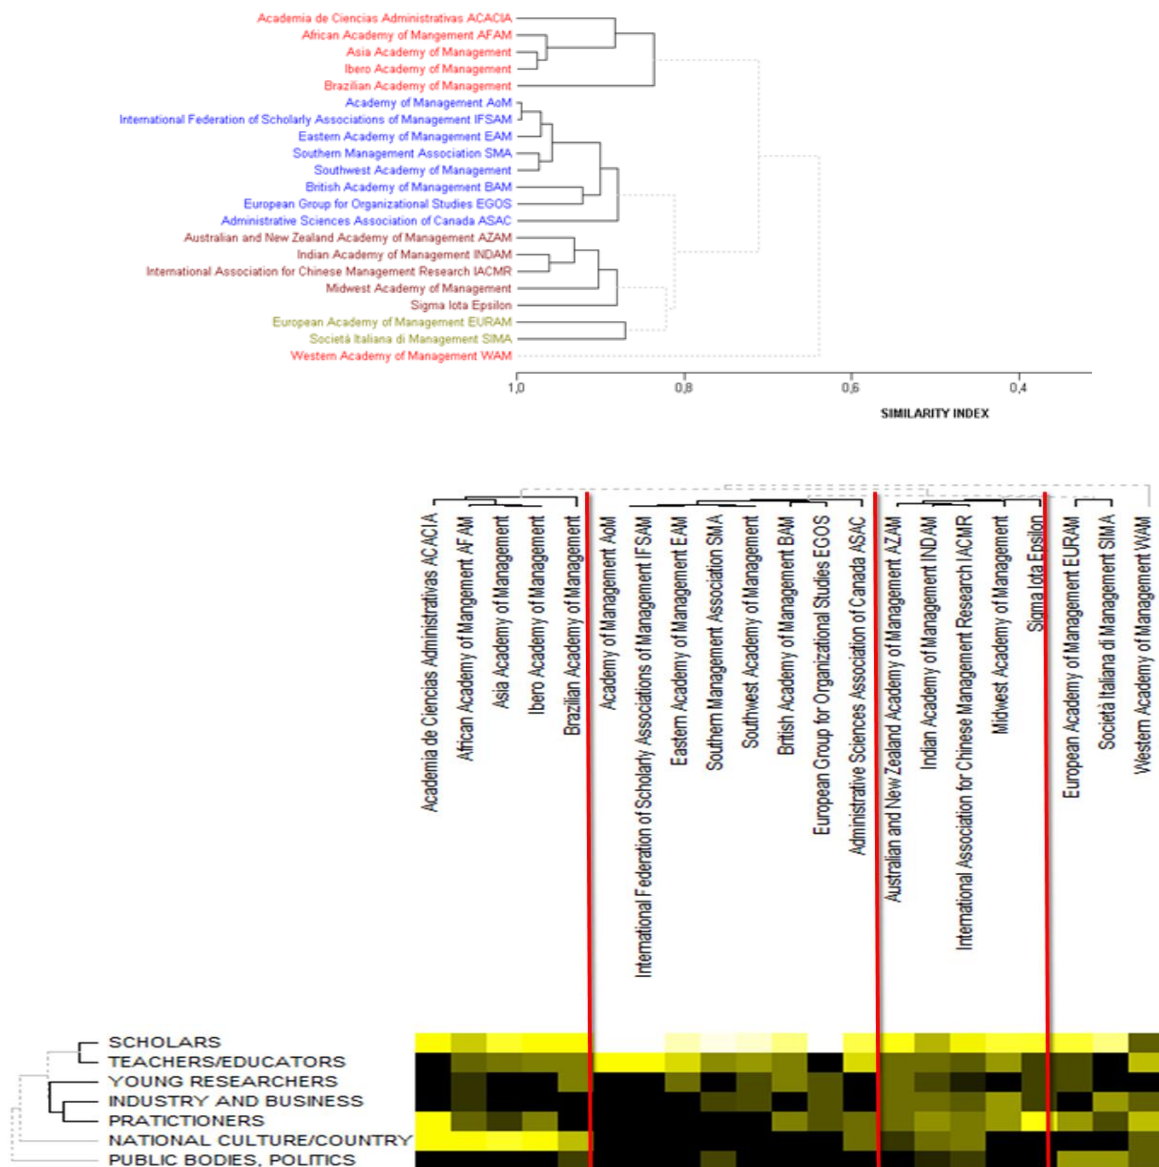 Academia de Ciencias Administrativas ACACIA
African Academy of Mangement AFAM
Asia Academy of Management
Ibero Academy of Management
Brazilian Academy of Management
Academy of Management AoM
International Federation of Scholarly Associations of Management IFSAM
Eastern Academy of Management EAM
Southern Management Association SMA
Southwest Academy of Management
British Academy of Management BAM
European Group for Organizational Studies EGOS
Administrative Sciences Association of Canada ASAC
Australian and New Zealand Academy of Management AZAM
Indian Academy of Management INDAM
International Association for Chinese Management Research IACMR
Midwest Academy of Management
Sigma Iota Epsilon
European Academy of Management EURAM
Società Italiana di Management SIMA
Western Academy of Management WAM
1,0 0,8 0,6 0,4
SIMILARITY INDEX
Academia de Ciencias Administrativas ACACIA
African Academy of Mangement AFAM
Asia Academy of Management
Ibero Academy of Management
Brazilian Academy of Management
Academy of Management AoM
International Federation of Scholarly Associations of Management IFSAM
Eastern Academy of Management EAM
Southern Management Association SMA
Southwest Academy of Management
British Academy of Management BAM
European Group for Organizational Studies EGOS
Administrative Sciences Association of Canada ASAC
Australian and New Zealand Academy of Management AZAM
Indian Academy of Management INDAM
International Association for Chinese Management Research IACMR
Midwest Academy of Management
Sigma Iota Epsilon
European Academy of Management EURAM
Società Italiana di Management SIMA
Western Academy of Management WAM
SCHOLARS
TEACHERS/EDUCATORS
YOUNG RESEARCHERS
INDUSTRY AND BUSINESS
PRATICTIONERS
NATIONAL CULTURE/COUNTRY
PUBLIC BODIES, POLITICS